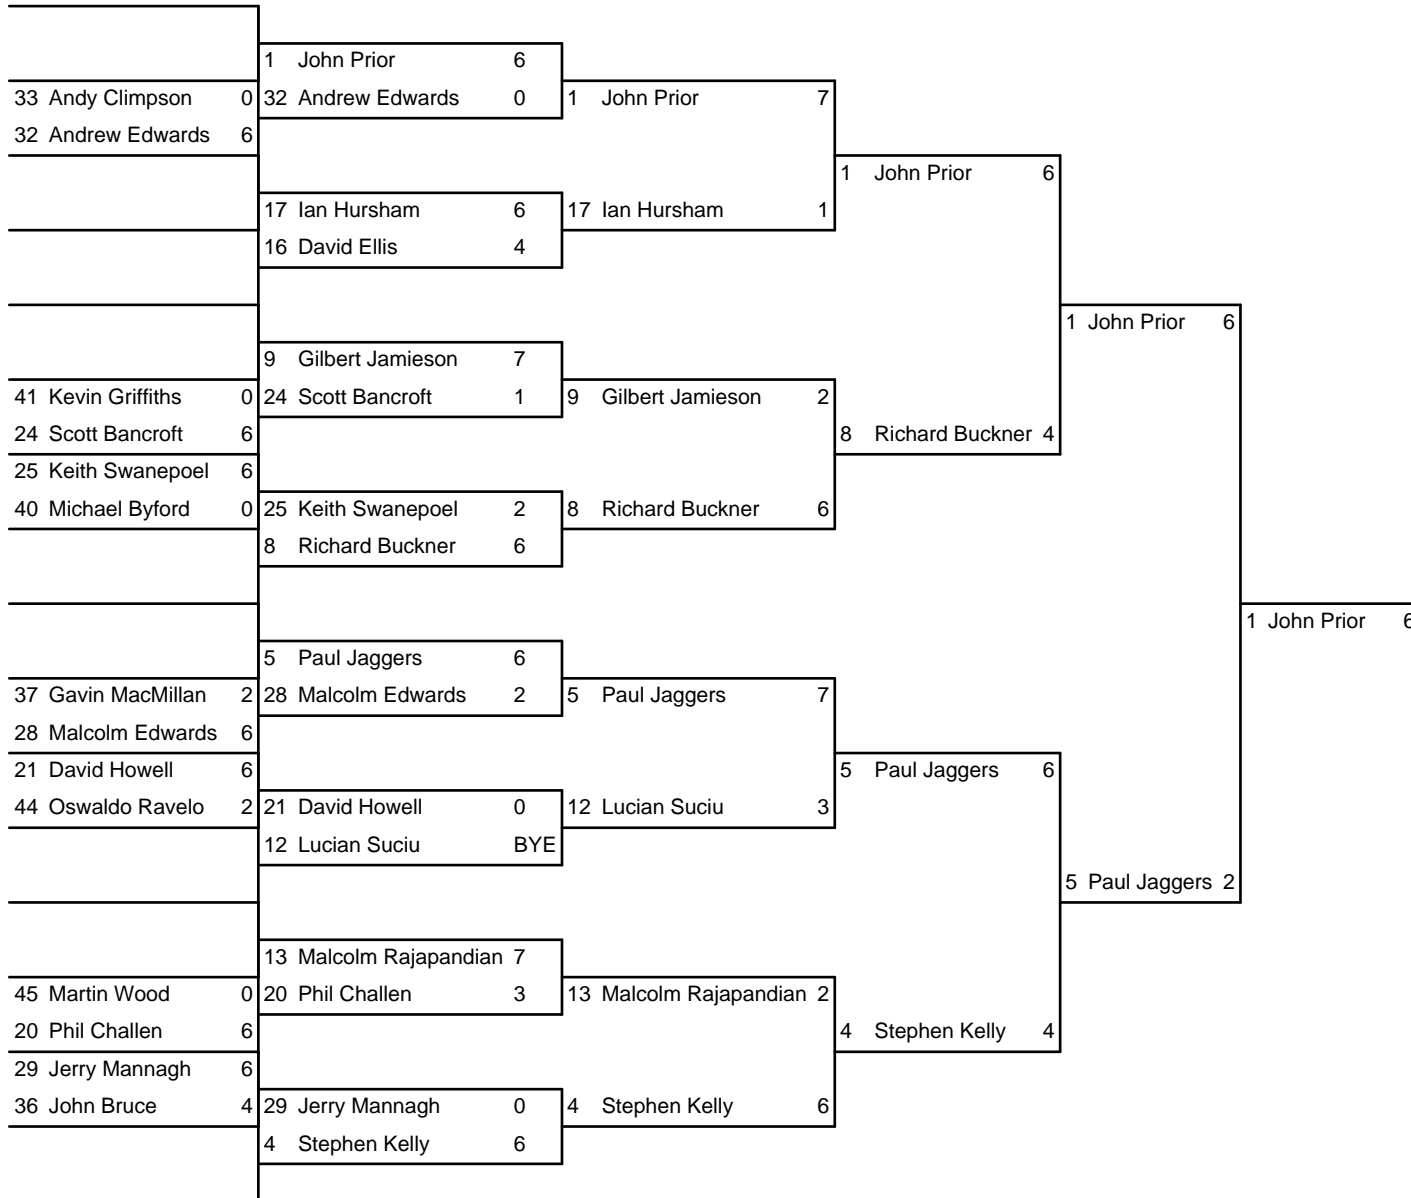 1 John Prior 6
33 Andy Climpson 0 32 Andrew Edwards 0 1 John Prior 7
32 Andrew Edwards 6
1 John Prior 6
17 Ian Hursham 6 17 Ian Hursham 1
16 David Ellis 4
1 John Prior 6
9 Gilbert Jamieson 7
41 Kevin Griffiths 0 24 Scott Bancroft 1 9 Gilbert Jamieson 2
24 Scott Bancroft 6 8 Richard Buckner 4
25 Keith Swanepoel 6
40 Michael Byford 0 25 Keith Swanepoel 2 8 Richard Buckner 6
8 Richard Buckner 6
1 John Prior 6
5 Paul Jaggers 6
37 Gavin MacMillan 2 28 Malcolm Edwards 2 5 Paul Jaggers 7
28 Malcolm Edwards 6
21 David Howell 6 5 Paul Jaggers 6
44 Oswaldo Ravelo 2 21 David Howell 0 12 Lucian Suciu 3
12 Lucian Suciu BYE
5 Paul Jaggers 2
13 Malcolm Rajapandian 7
45 Martin Wood 0 20 Phil Challen 3 13 Malcolm Rajapandian 2
20 Phil Challen 6 4 Stephen Kelly 4
29 Jerry Mannagh 6
36 John Bruce 4 29 Jerry Mannagh 0 4 Stephen Kelly 6
4 Stephen Kelly 6